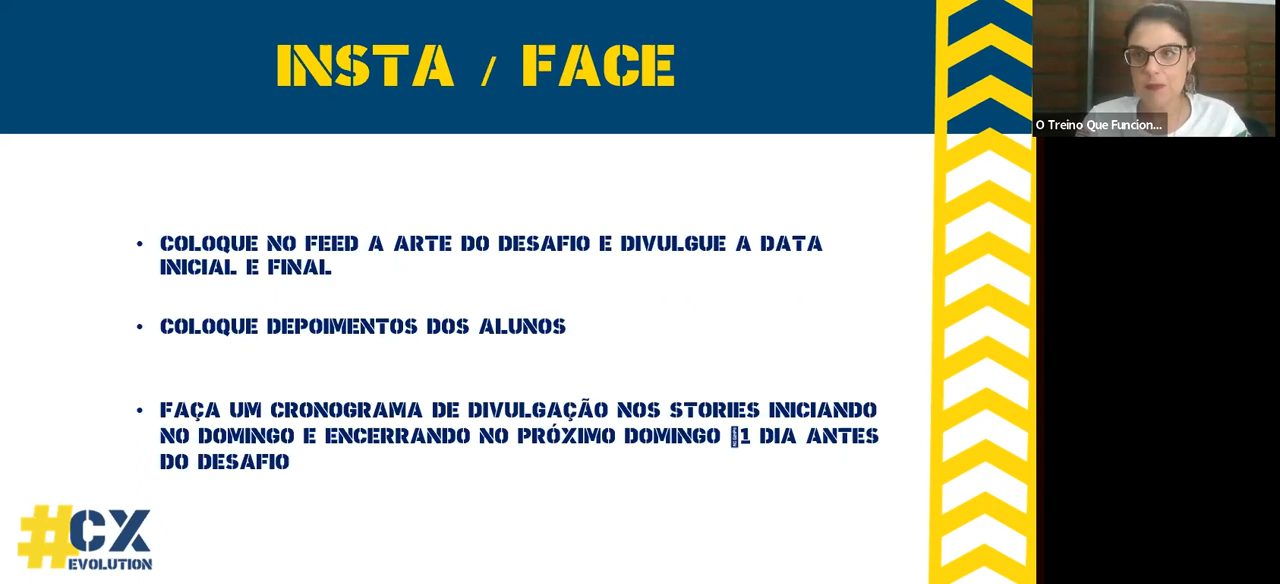 INSTA / FACE
O Treino Que Funcion...
• COLOQUE NO FEED A ARTE DO DESAFIO E DIVULGUE A DATA
INICIAL E FINAL
• COLOQUE DEPOIMENTOS DOS ALUNOS
• FAÇA UM CRONOGRAMA DE DIVULGAÇÃO NOS STORIES INICIANDO
NO DOMINGO E ENCERRANDO NO PRÓXIMO DOMINGO 1 DIA ANTES
DO DESAFIO
#CX
EVOLUTION